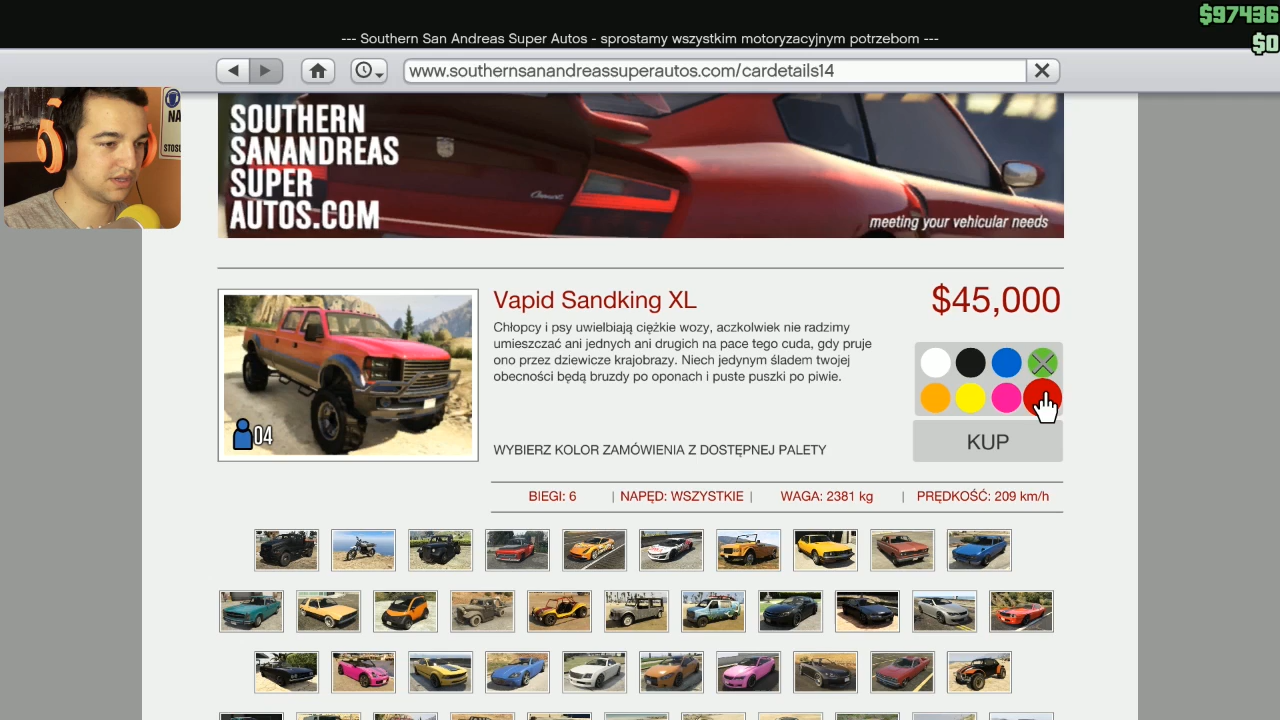 $97436
--- Southern San Andreas Super Autos - sprostamy wszystkim motoryzacyjnym potrzebom ---
$0
www.southernsanandreassuperautos.com/cardetails14
NA
STOSU
SOUTHERN
SANANDREAS
SUPER
AUTOS.COM
meeting your vehicular needs
Vapid Sandking XL
$45,000
Chłopcy i psy uwielbiają ciężkie wozy, aczkolwiek nie radzimy
umieszczać ani jednych ani drugich na pace tego cuda, gdy pruje
ono przez dziewicze krajobrazy. Niech jedynym śladem twojej
obecności będą bruzdy po oponach i puste puszki po piwie.
04
WYBIERZ KOLOR ZAMÓWIENIA Z DOSTĘPNEJ PALETY
KUP
BIEGI: 6 | NAPĘD: WSZYSTKIE | WAGA: 2381 kg | PRĘDKOŚĆ: 209 km/h